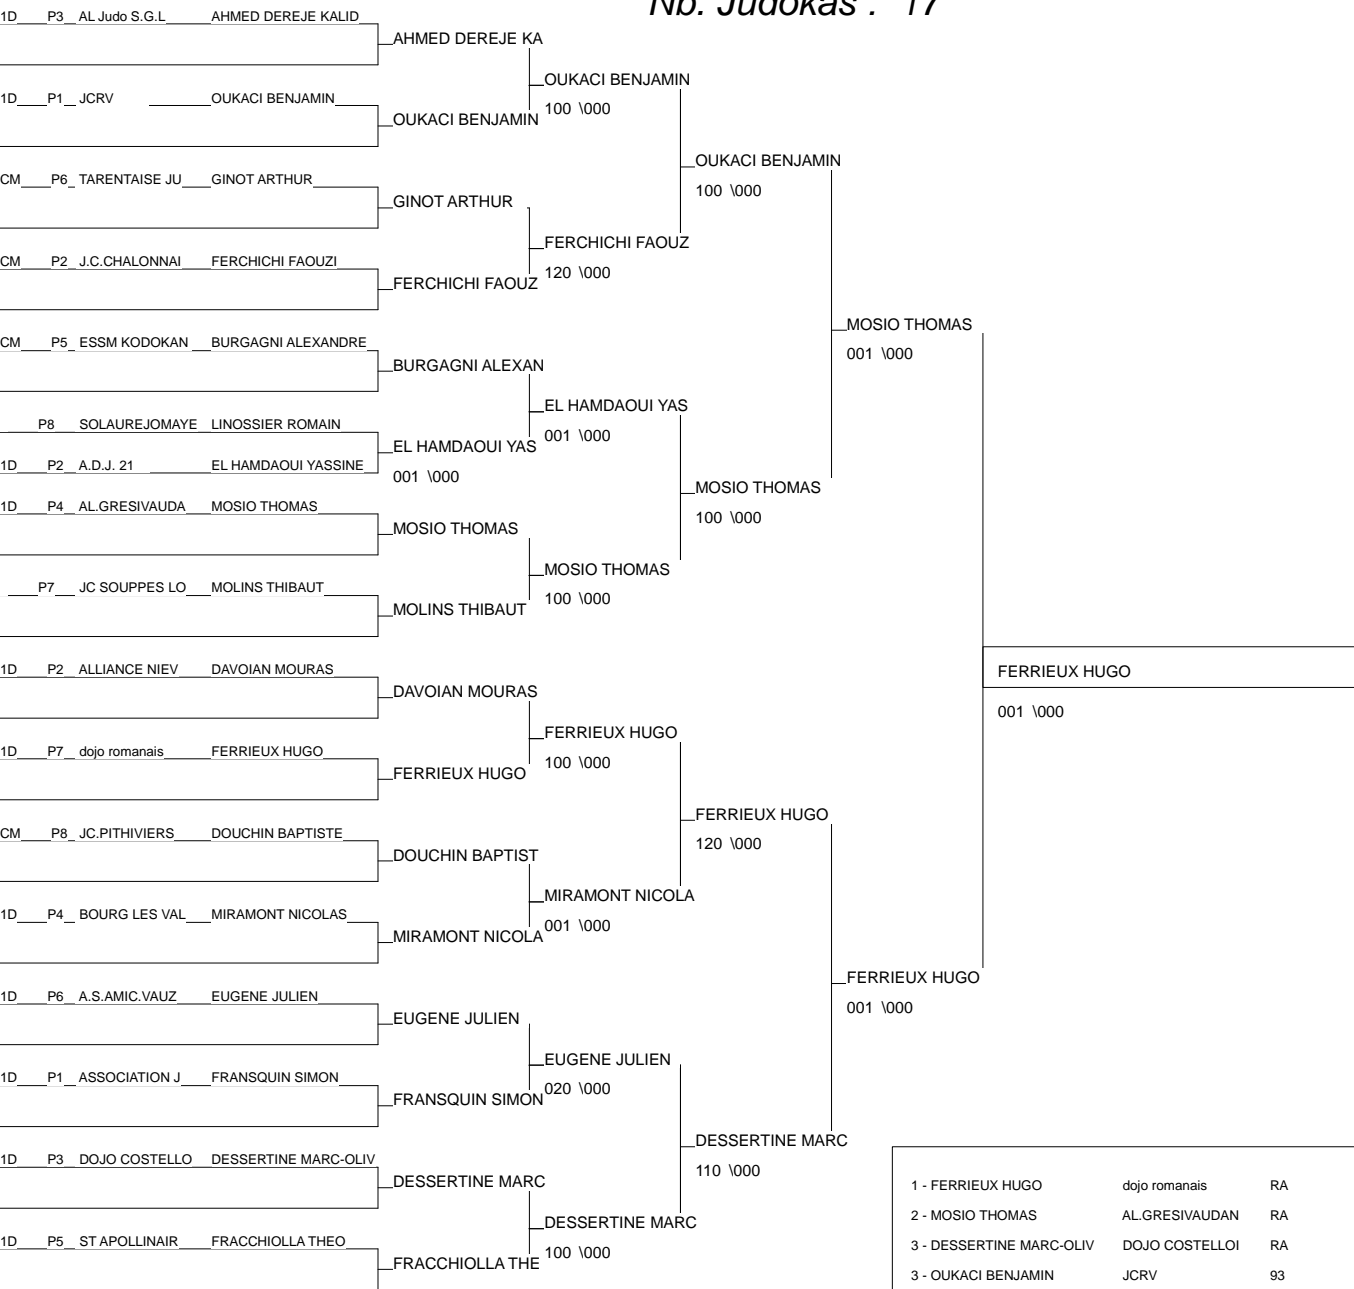 Nb. Judokas : 17
1D P3 AL Judo S.G.L AHMED DEREJE KALID
AHMED DEREJE KA
OUKACI BENJAMIN
100 \000
1D P1 JCRV OUKACI BENJAMIN
OUKACI BENJAMIN
OUKACI BENJAMIN
100 \000
CM P6 TARENTAISE JU GINOT ARTHUR
GINOT ARTHUR
FERCHICHI FAOUZ
120 \000
CM P2 J.C.CHALONNAI FERCHICHI FAOUZI
FERCHICHI FAOUZ
MOSIO THOMAS
001 \000
CM P5 ESSM KODOKAN BURGAGNI ALEXANDRE
BURGAGNI ALEXAN
EL HAMDAOUI YAS
001 \000
P8 SOLAUREJOMAYE LINOSSIER ROMAIN
EL HAMDAOUI YAS
001 \000
1D P2 A.D.J. 21 EL HAMDAOUI YASSINE
MOSIO THOMAS
100 \000
1D P4 AL.GRESIVAUDA MOSIO THOMAS
MOSIO THOMAS
MOSIO THOMAS
100 \000
P7 JC SOUPPES LO MOLINS THIBAUT
MOLINS THIBAUT
FERRIEUX HUGO
001 \000
1D P2 ALLIANCE NIEV DAVOIAN MOURAS
DAVOIAN MOURAS
FERRIEUX HUGO
100 \000
1D P7 dojo romanais FERRIEUX HUGO
FERRIEUX HUGO
FERRIEUX HUGO
120 \000
CM P8 JC.PITHIVIERS DOUCHIN BAPTISTE
DOUCHIN BAPTIST
MIRAMONT NICOLA
001 \000
1D P4 BOURG LES VAL MIRAMONT NICOLAS
MIRAMONT NICOLA
FERRIEUX HUGO
001 \000
1D P6 A.S.AMIC.VAUZ EUGENE JULIEN
EUGENE JULIEN
EUGENE JULIEN
020 \000
1D P1 ASSOCIATION J FRANSQUIN SIMON
FRANSQUIN SIMON
DESSERTINE MARC
110 \000
1D P3 DOJO COSTELLO DESSERTINE MARC-OLIV
DESSERTINE MARC
DESSERTINE MARC
100 \000
1D P5 ST APOLLINAIR FRACCHIOLLA THEO
FRACCHIOLLA THE
1 - FERRIEUX HUGO dojo romanais RA
2 - MOSIO THOMAS AL.GRESIVAUDAN RA
3 - DESSERTINE MARC-OLIV DOJO COSTELLOI RA
3 - OUKACI BENJAMIN JCRV 93